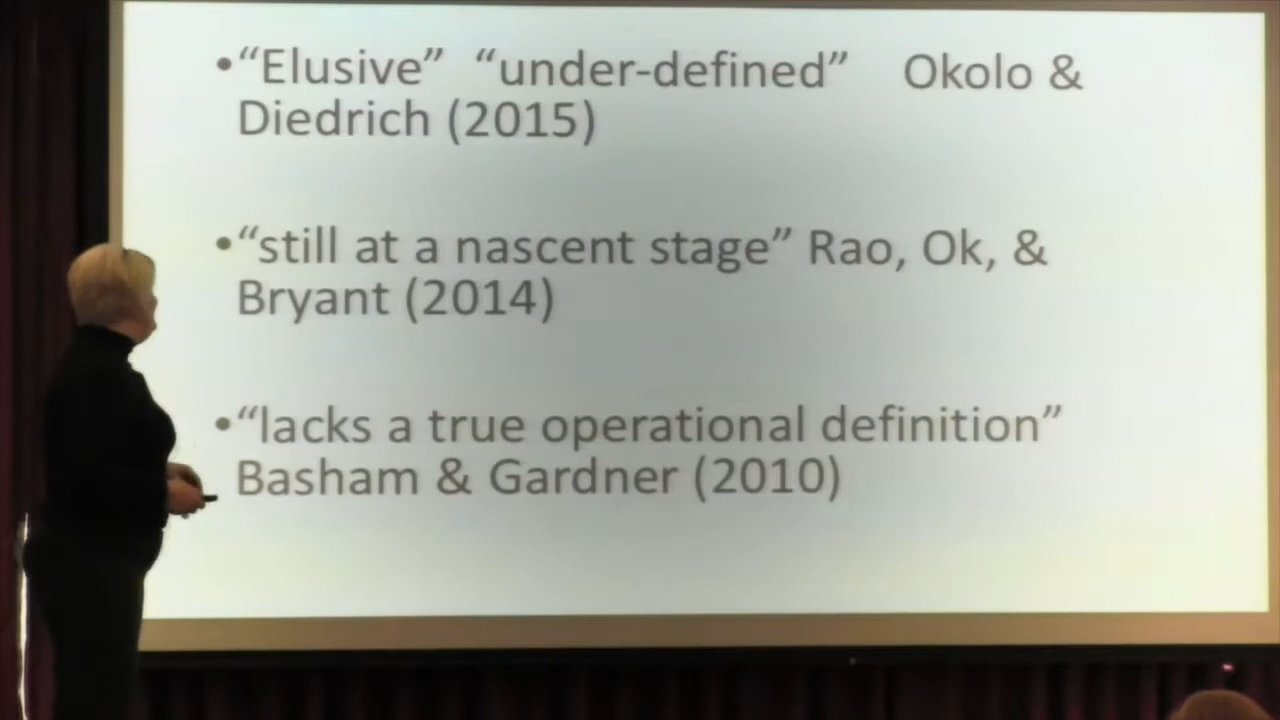 •“Elusive” “under-defined” Okolo &
Diedrich (2015)
•“still at a nascent stage” Rao, Ok, &
Bryant (2014)
•“lacks a true operational definition”
Basham & Gardner (2010)